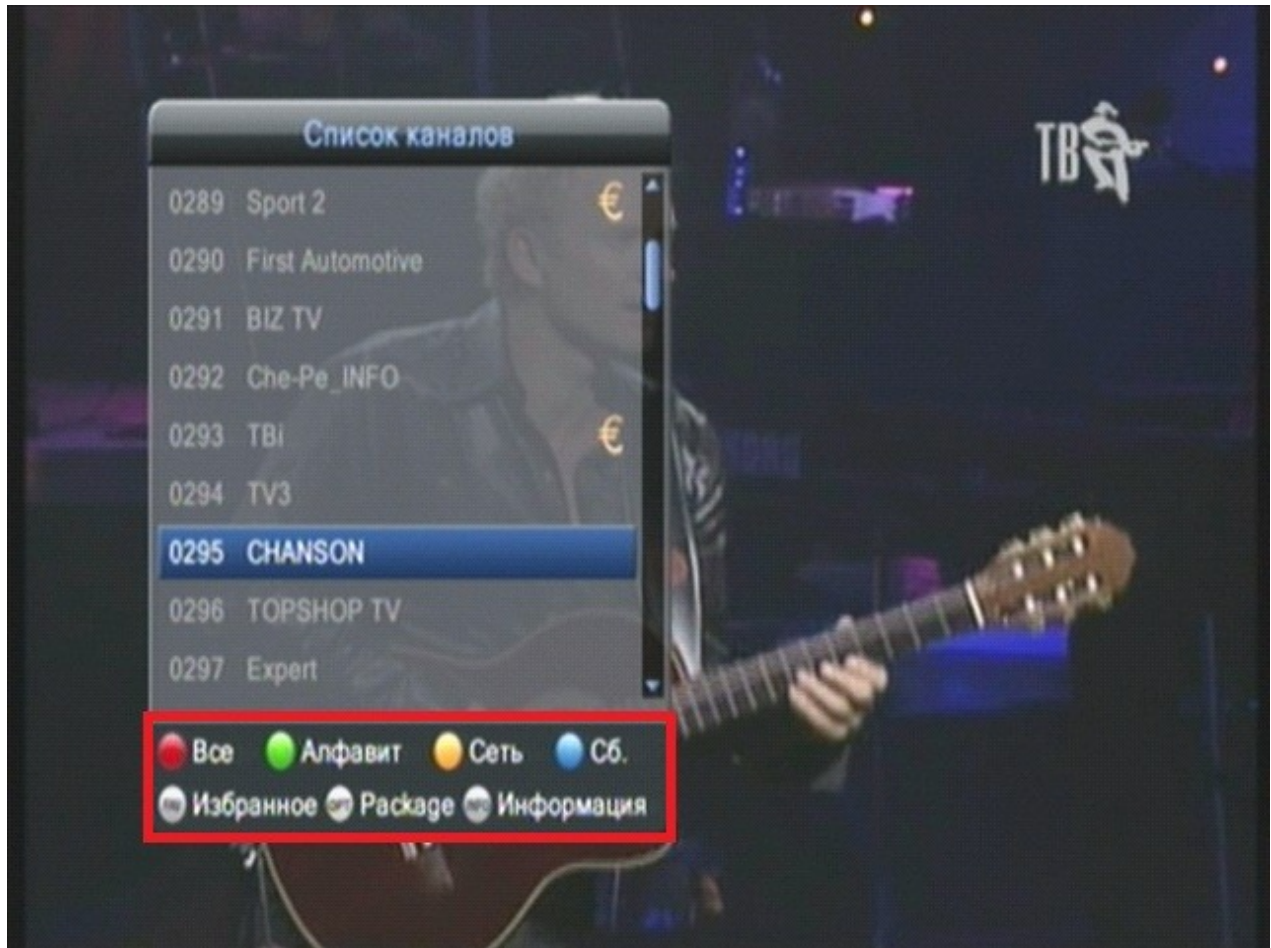 Список каналов
ТВ
0289 Sport 2 €
0290 First Automotive
0291 BIZ TV
0292 Che-Pe_INFO
0293 TBi €
0294 TV3
0295 CHANSON
0296 TOPSHOP TV
0297 Expert
Все Алфавит Сеть Сб.
Избранное Package Информация